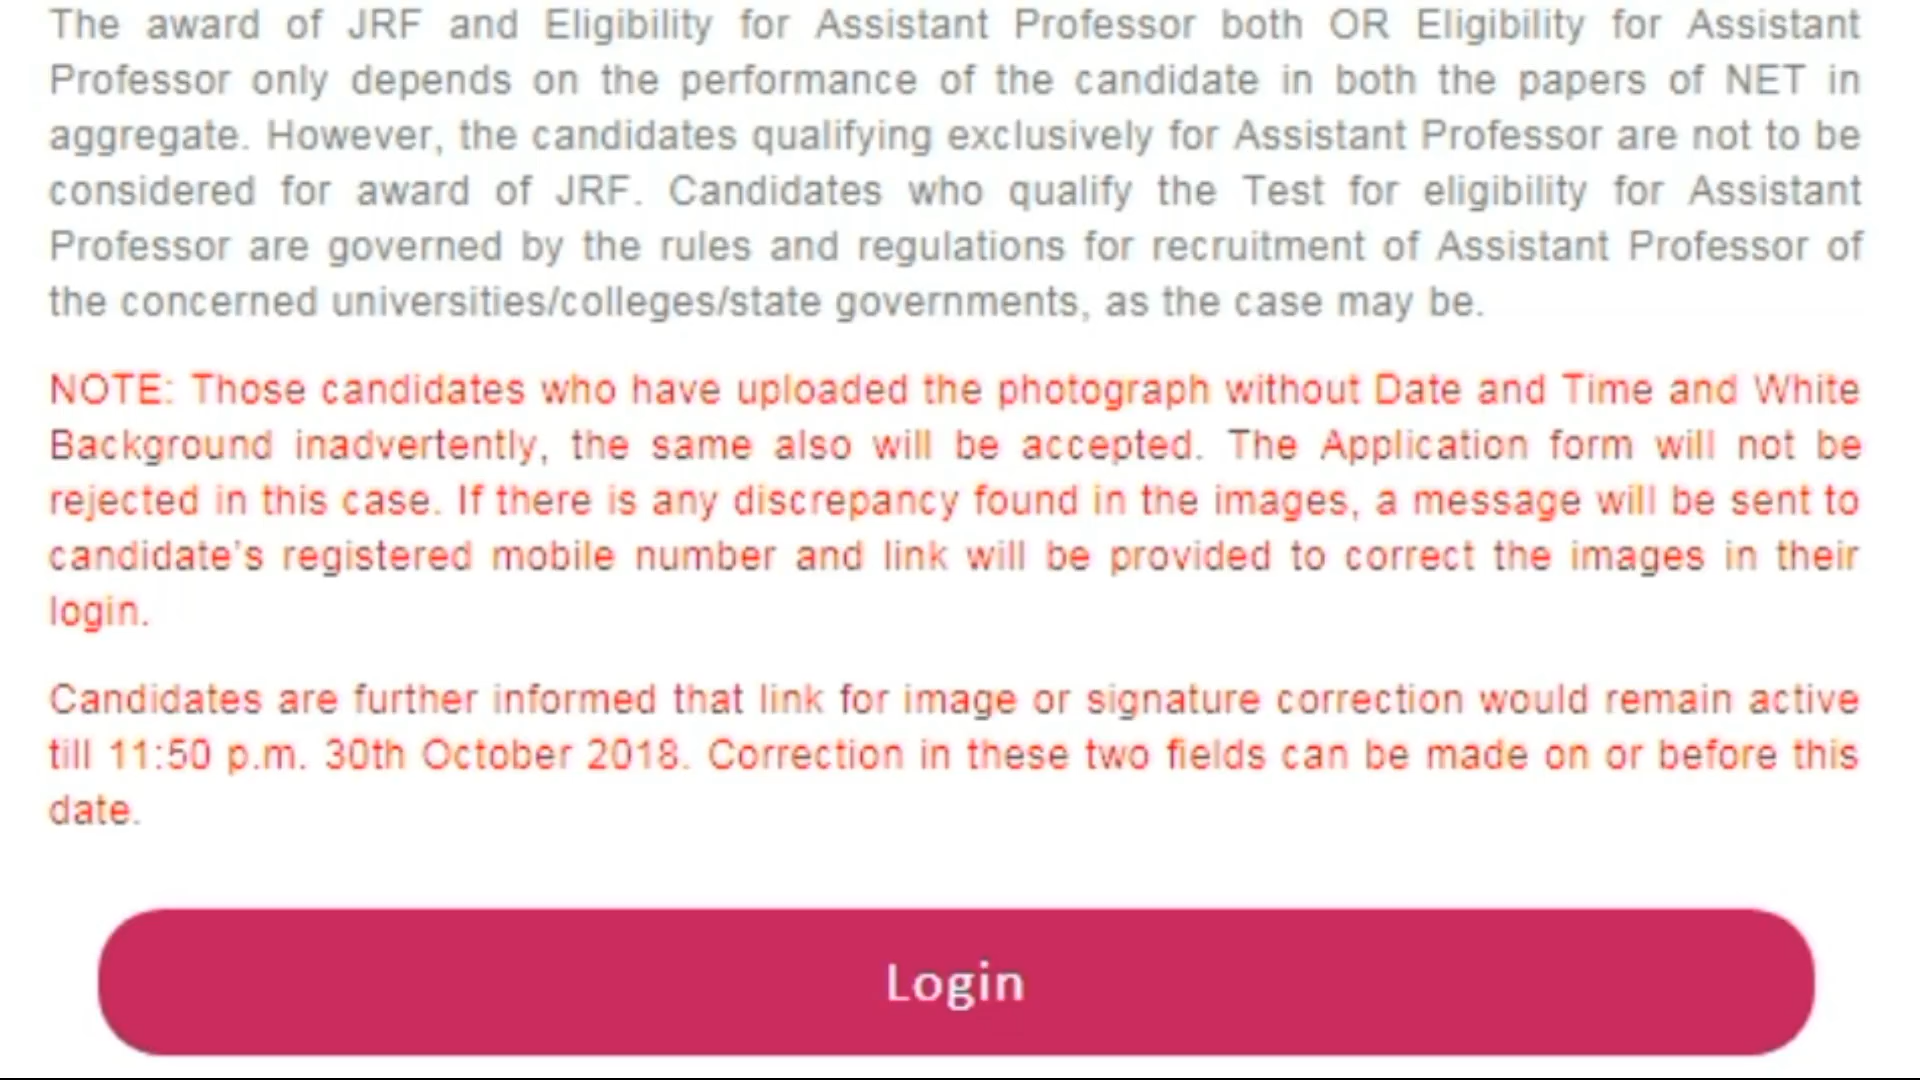 The award of JRF and Eligibility for Assistant Professor both OR Eligibility for Assistant
Professor only depends on the performance of the candidate in both the papers of NET in
aggregate. However, the candidates qualifying exclusively for Assistant Professor are not to be
considered for award of JRF. Candidates who qualify the Test for eligibility for Assistant
Professor are governed by the rules and regulations for recruitment of Assistant Professor of
the concerned universities/colleges/state governments, as the case may be.
NOTE: Those candidates who have uploaded the photograph without Date and Time and White
Background inadvertently, the same also will be accepted. The Application form will not be
rejected in this case. If there is any discrepancy found in the images, a message will be sent to
candidate's registered mobile number and link will be provided to correct the images in their
login.
Candidates are further informed that link for image or signature correction would remain active
till 11:50 p.m. 30th October 2018. Correction in these two fields can be made on or before this
date.
Login